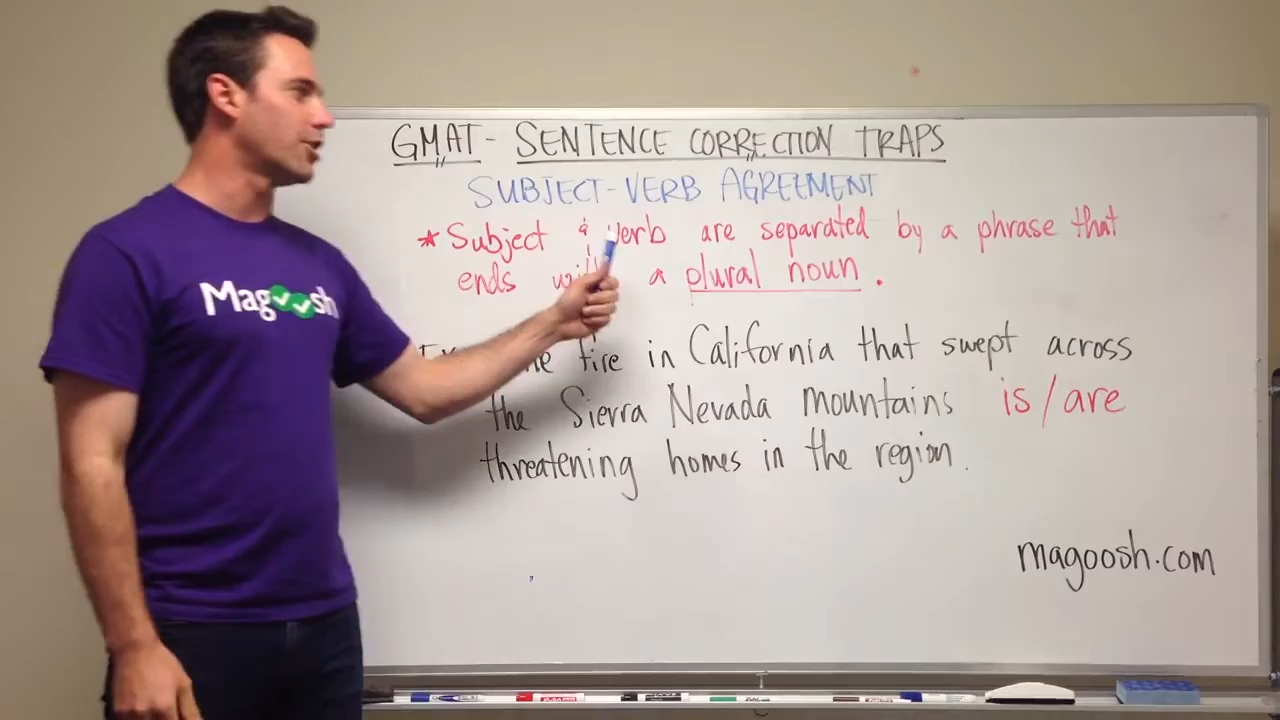 GMAT - SENTENCE CORRECTION TRAPS
SUBJECT-VERB AGREEMENT
* Subject & verb are separated by a phrase that
ends with a plural noun.
fire in California that swept across
the Sierra Nevada mountains is/are
threatening homes in the region.
magoosh.com
Magoosh